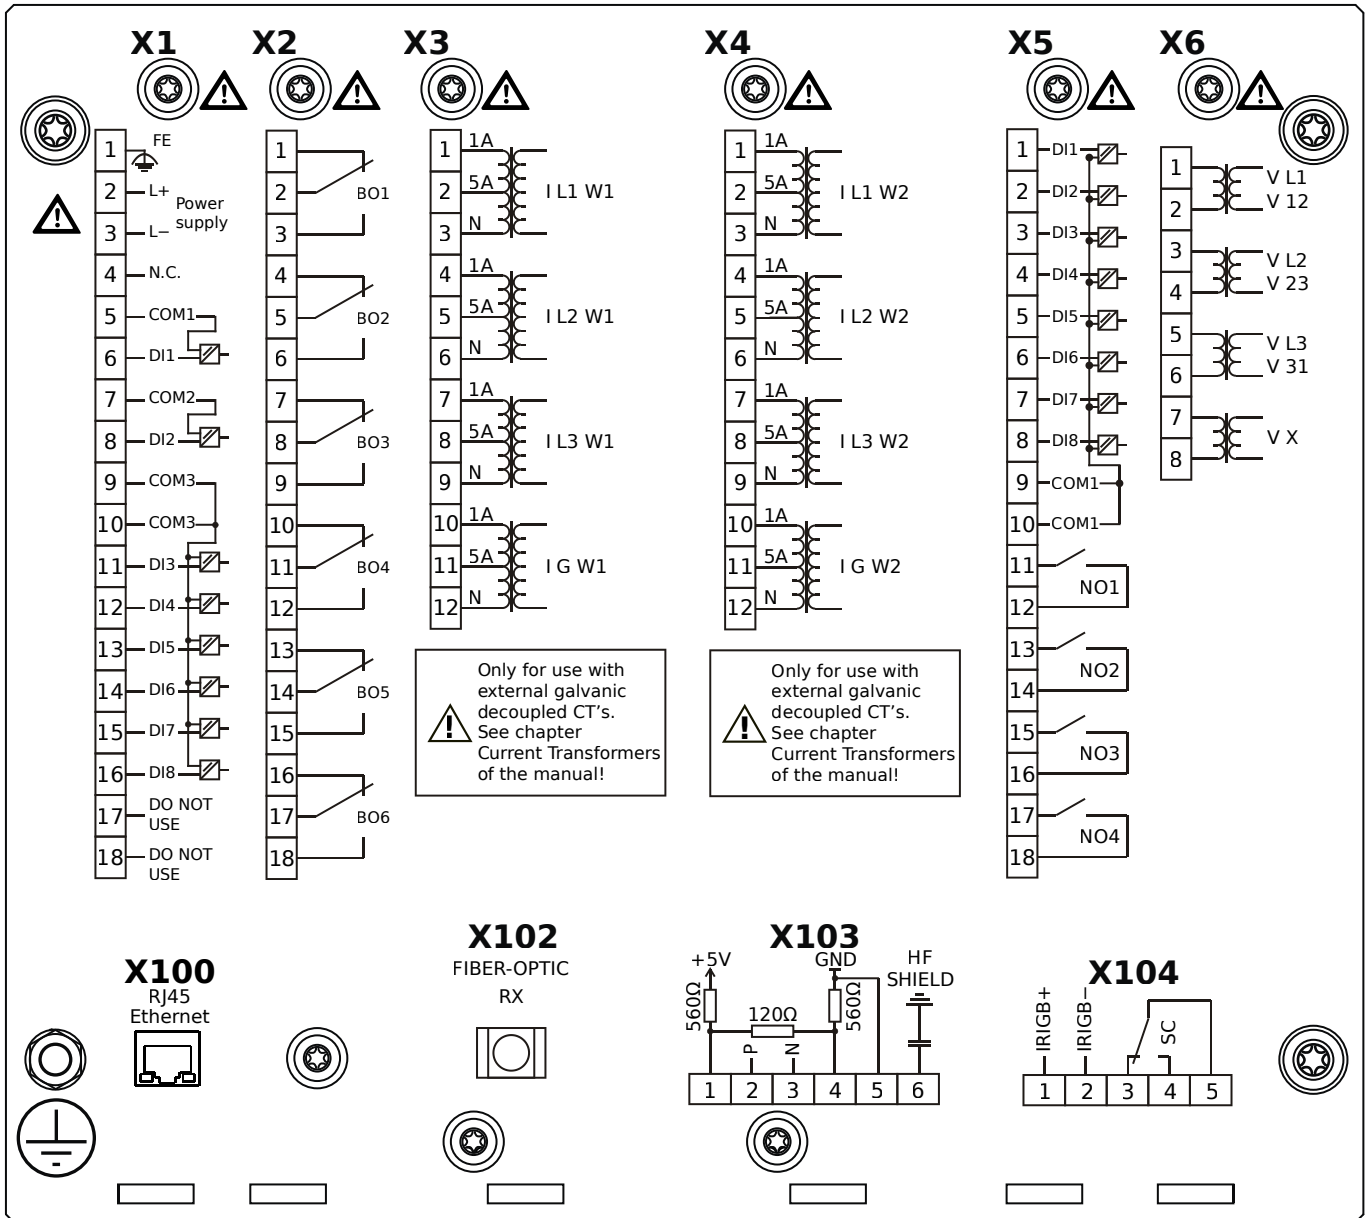 X1
X2
X3
X4
X5
X6
1
FE
2
L+
Power
supply
3
L−
4
N.C.
5
COM1
6
DI1
7
COM2
8
DI2
9
COM3
10
COM3
11
DI3
12
DI4
13
DI5
14
DI6
15
DI7
16
DI8
17
DO NOT
USE
18
DO NOT
USE
1
2
BO1
3
4
5
BO2
6
7
8
BO3
9
10
11
BO4
12
13
14
BO5
15
16
17
BO6
18
1
1A
2
5A
I L1 W1
3
N
4
1A
5
5A
I L2 W1
6
N
7
1A
8
5A
I L3 W1
9
N
10
1A
11
5A
I G W1
12
N
Only for use with
external galvanic
decoupled CT's.
See chapter
Current Transformers
of the manual!
1
1A
2
5A
I L1 W2
3
N
4
1A
5
5A
I L2 W2
6
N
7
1A
8
5A
I L3 W2
9
N
10
1A
11
5A
I G W2
12
N
Only for use with
external galvanic
decoupled CT's.
See chapter
Current Transformers
of the manual!
1
DI1
2
DI2
3
DI3
4
DI4
5
DI5
6
DI6
7
DI7
8
DI8
9
COM1
10
COM1
11
NO1
12
13
NO2
14
15
NO3
16
17
NO4
18
1
V L1
2
V 12
3
V L2
4
V 23
5
V L3
6
V 31
7
V X
8
X100
RJ45
Ethernet
X102
FIBER-OPTIC
RX
X103
+5V
GND
HF
SHIELD
560Ω
120Ω
560Ω
P
N
1 2 3 4 5 6
X104
IRIGB+
IRIGB−
SC
1 2 3 4 5